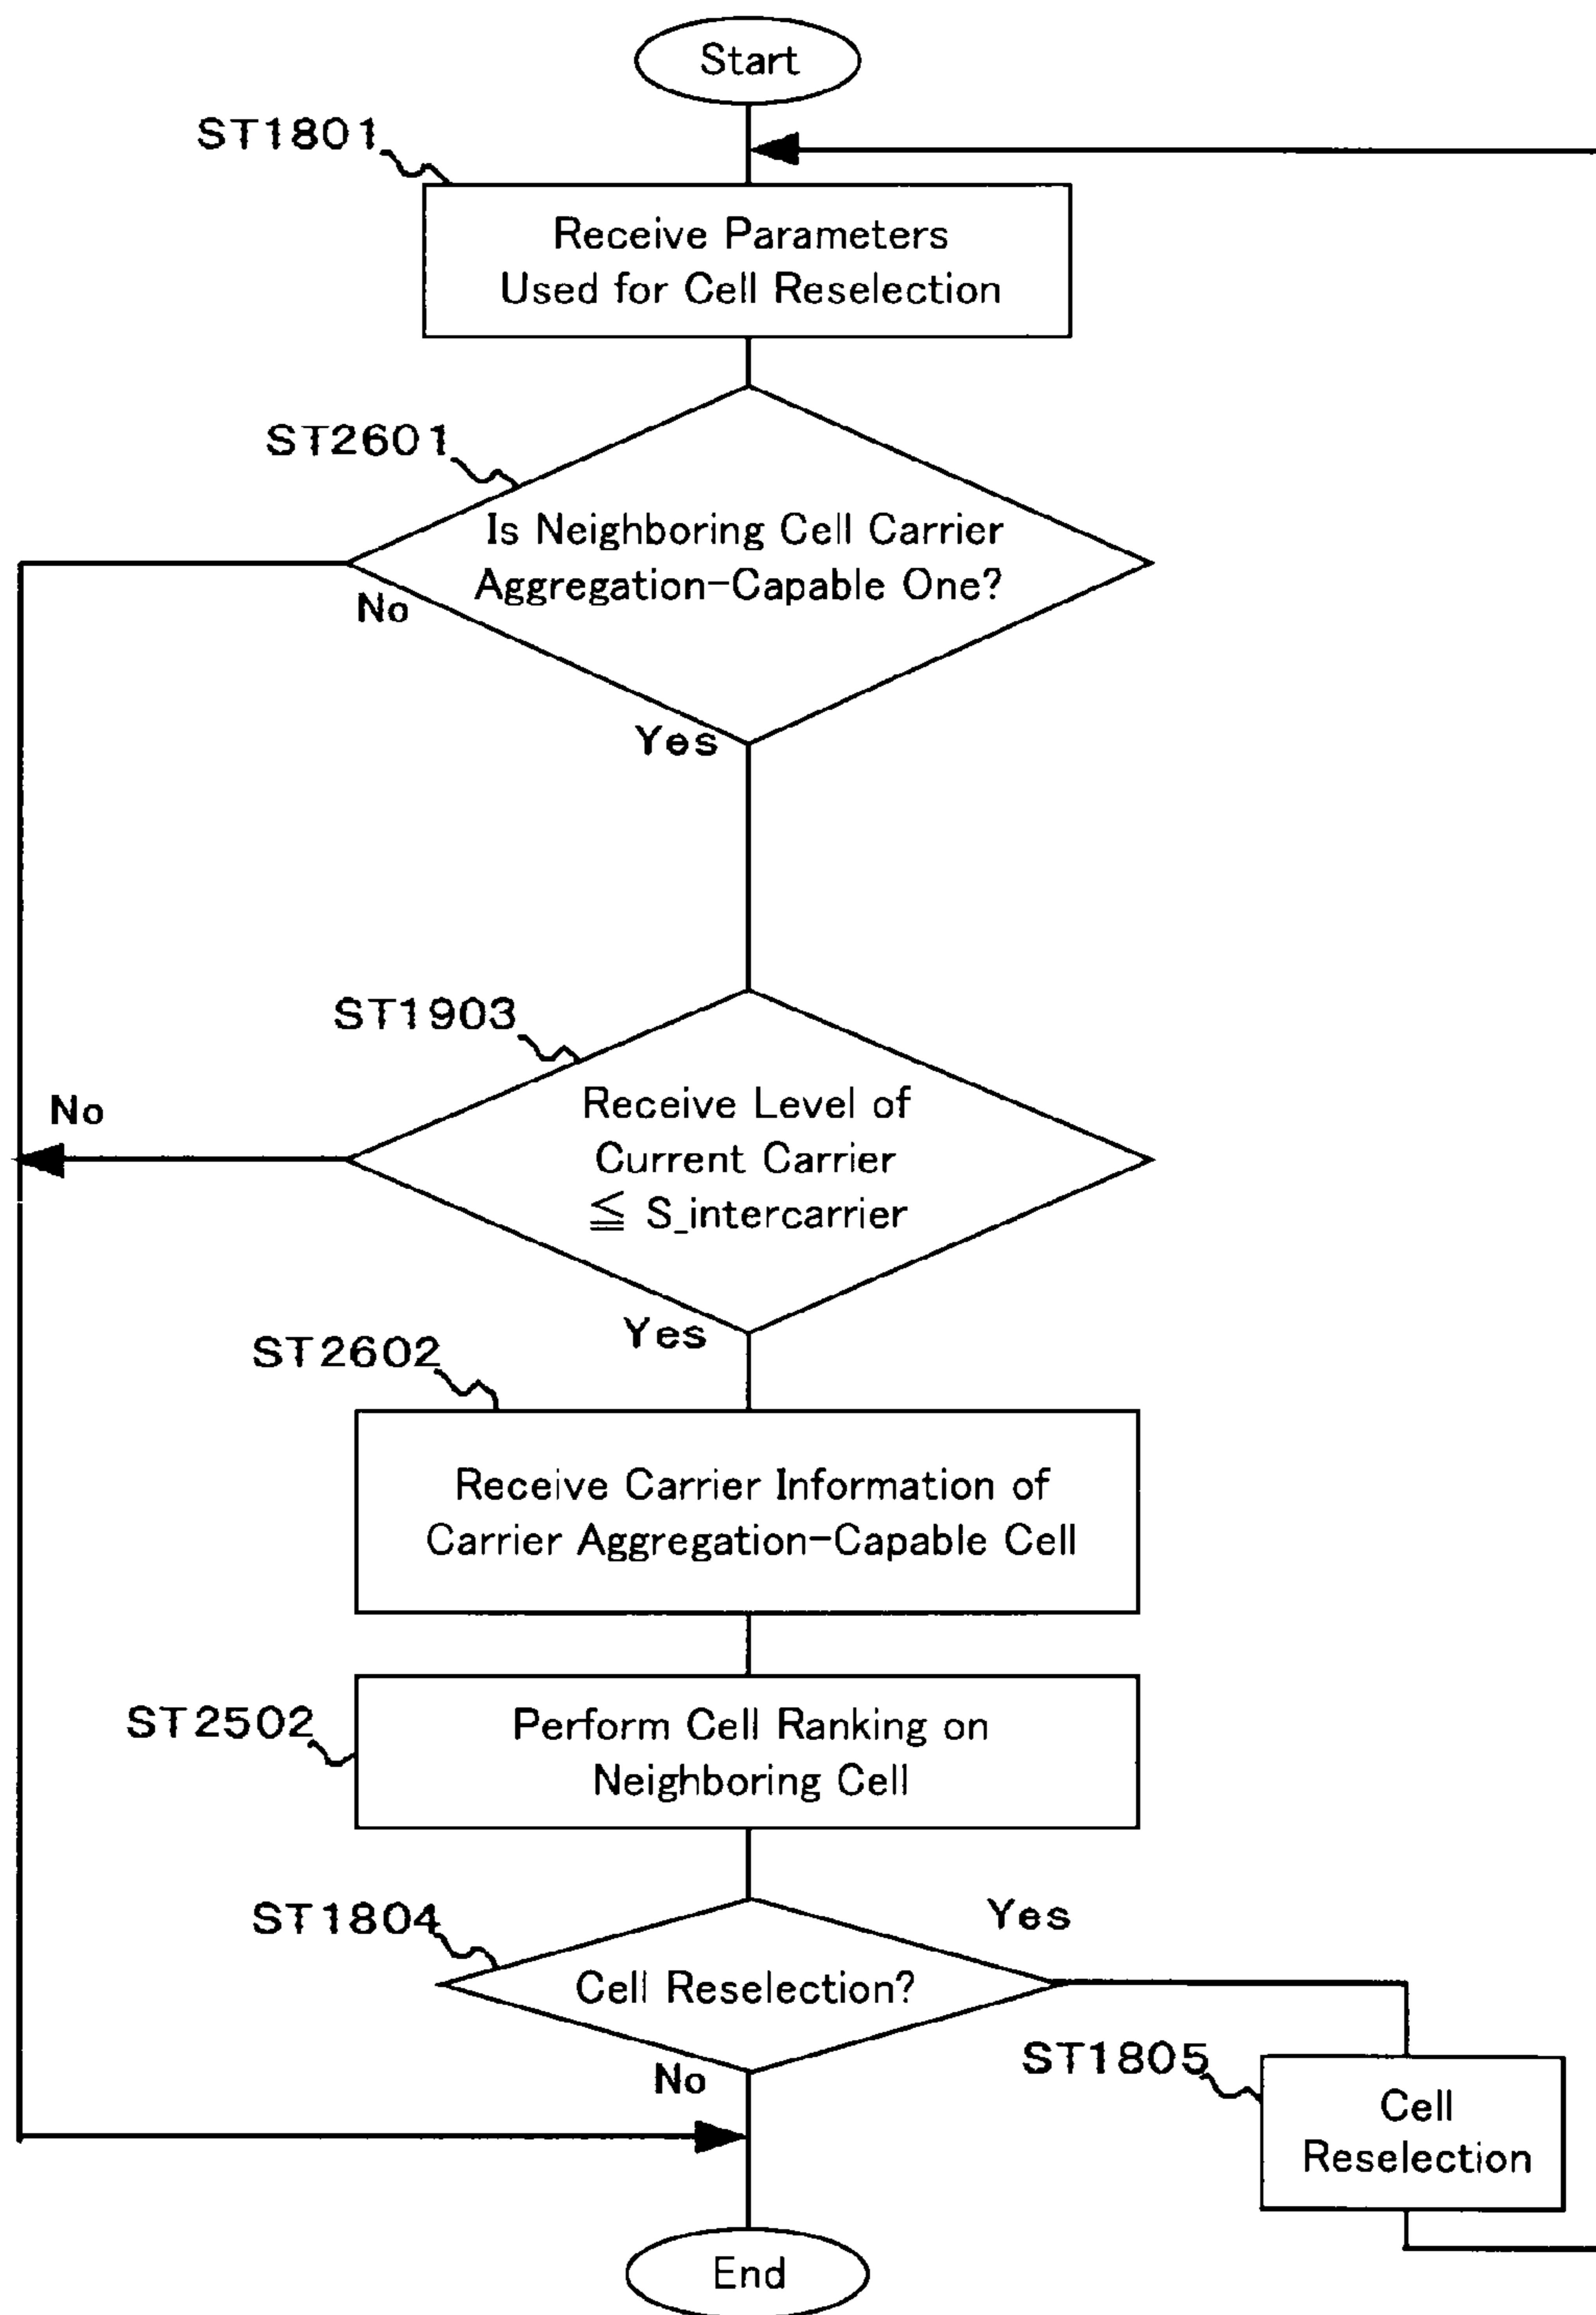 Start
ST1801
Receive Parameters
Used for Cell Reselection
ST2601
Is Neighboring Cell Carrier
Aggregation-Capable One?
No
Yes
ST1903
No
Receive Level of
Current Carrier
≦ S_intercarrier
Yes
ST2602
Receive Carrier Information of
Carrier Aggregation-Capable Cell
ST2502
Perform Cell Ranking on
Neighboring Cell
ST1804
Yes
Cell Reselection?
No
ST1805
Cell
Reselection
End